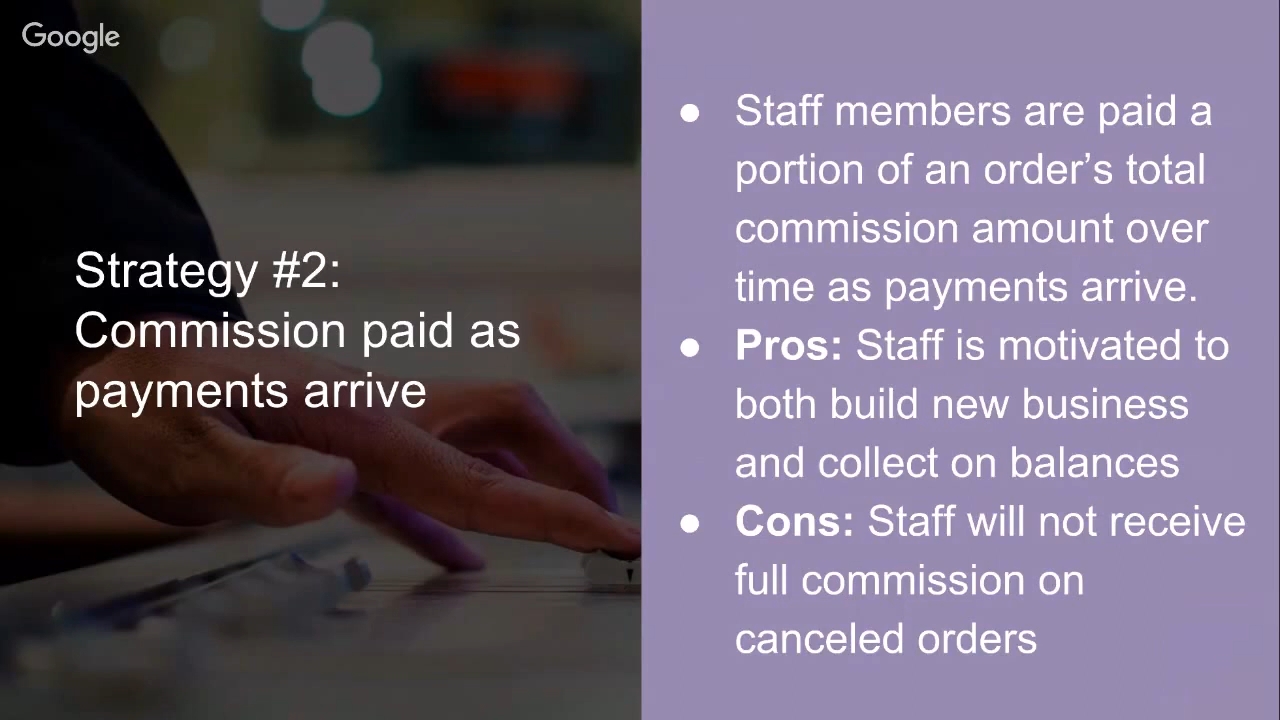 Google
Strategy #2:
Commission paid as
payments arrive
● Staff members are paid a
portion of an order’s total
commission amount over
time as payments arrive.
● Pros: Staff is motivated to
both build new business
and collect on balances
● Cons: Staff will not receive
full commission on
canceled orders